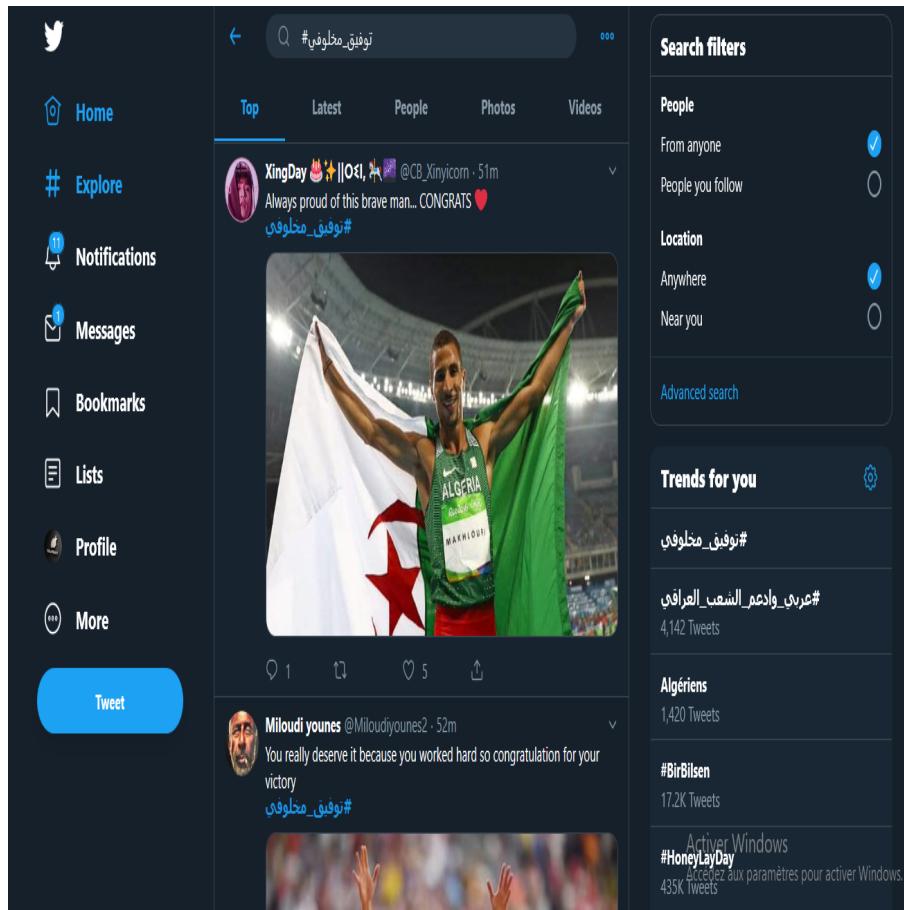 توفيق_مخلوفي#
Home
Explore
11
Notifications
1
Messages
Bookmarks
Lists
Profile
More
Tweet
Top Latest People Photos Videos
XingDay 🎂✨||ⵔⵉⵏ, 🎠🎆 @CB_Xinyicorn · 51m
Always proud of this brave man... CONGRATS ❤
#توفيق_مخلوفي
ALGERIA
MAKHLOUFI
1 5
Miloudi younes @Miloudiyounes2 · 52m
You really deserve it because you worked hard so congratulation for your
victory
#توفيق_مخلوفي
Search filters
People
From anyone
People you follow
Location
Anywhere
Near you
Advanced search
Trends for you
#توفيق_مخلوفي
#عربي_وادعم_الشعب_العراقي
4,142 Tweets
Algériens
1,420 Tweets
#BirBilsen
17.2K Tweets
#HoneyLayDay
435K Tweets
Activer Windows
Accédez aux paramètres pour activer Windows.